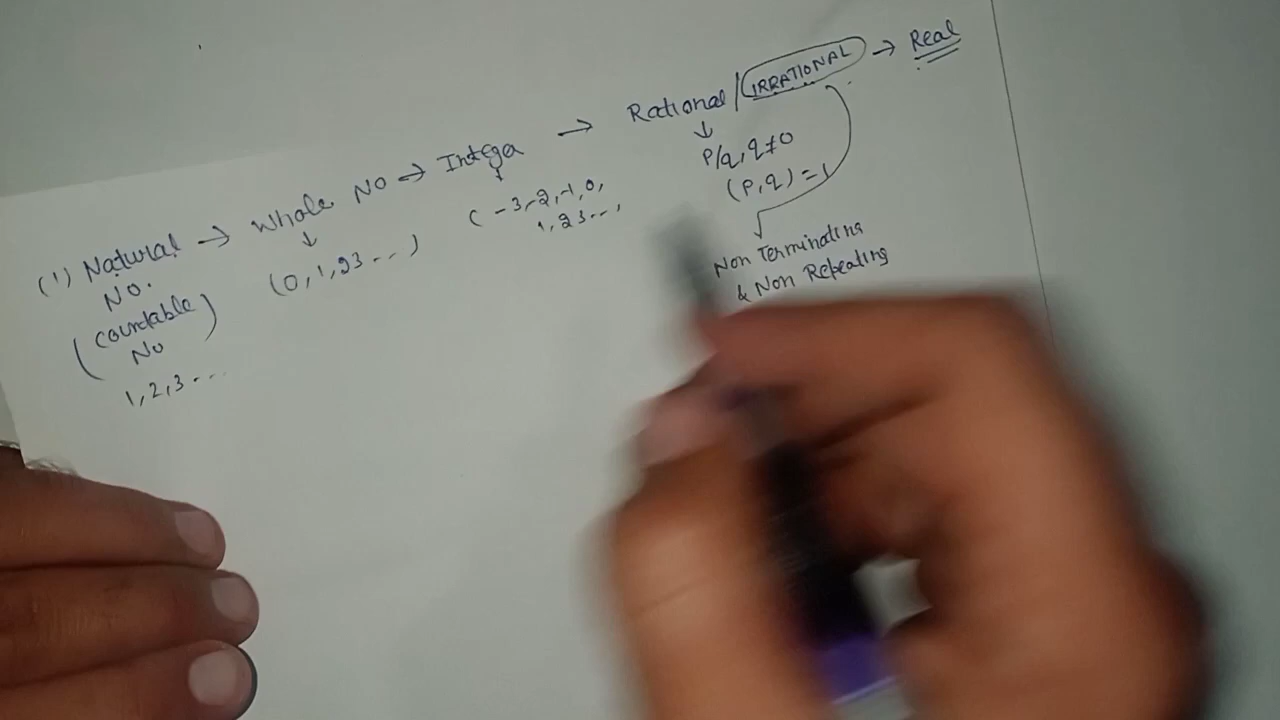 (1) Natural → Whole No → Integer → Rational / IRRATIONAL → Real
No.
(Countable
No)
1, 2, 3 ...
↓
(0, 1, 2 3 ...)
↓
( -3, -2, -1, 0,
1, 2 3 ...,
↓
P/q, q ≠ 0
(P, q) = 1
Non Terminating
& Non Repeating